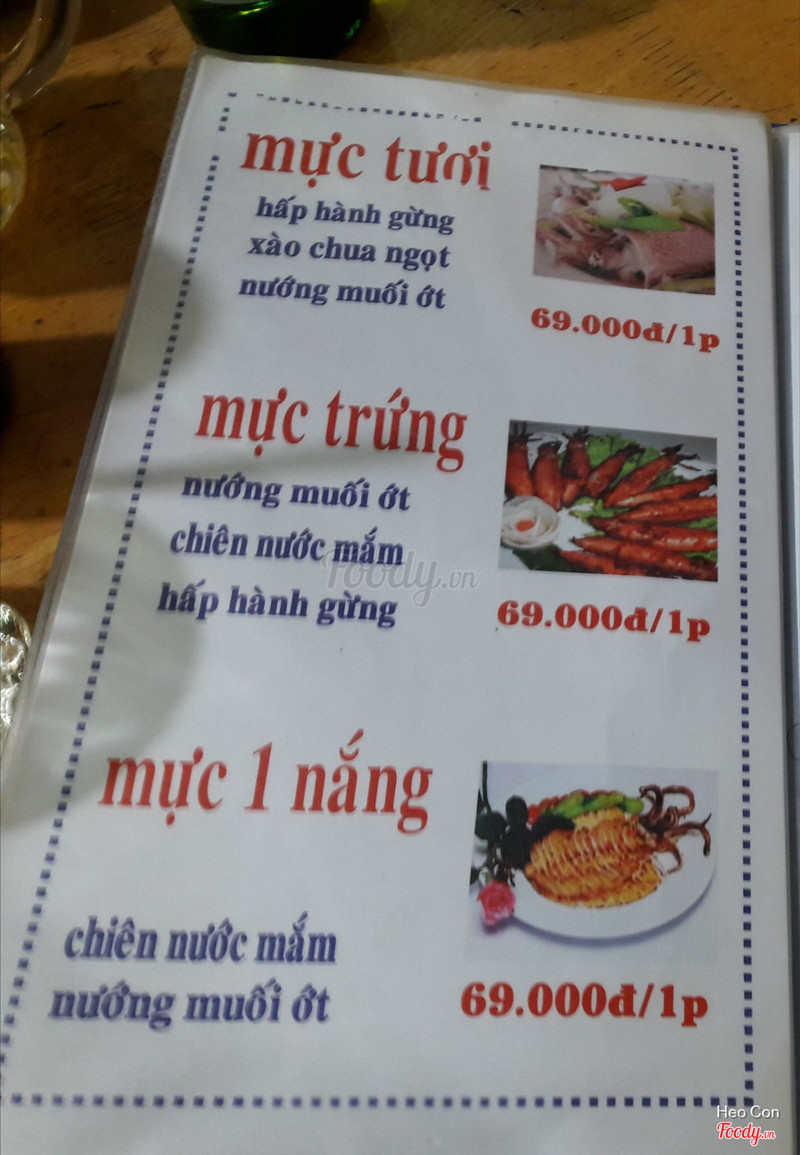 mực tươi
hấp hành gừng
xào chua ngọt
nướng muối ớt
69.000đ/1p
mực trứng
nướng muối ớt
chiên nước mắm
hấp hành gừng
69.000đ/1p
Foody.vn
mực 1 nắng
chiên nước mắm
nướng muối ớt
69.000đ/1p
Heo Con
Foody.vn